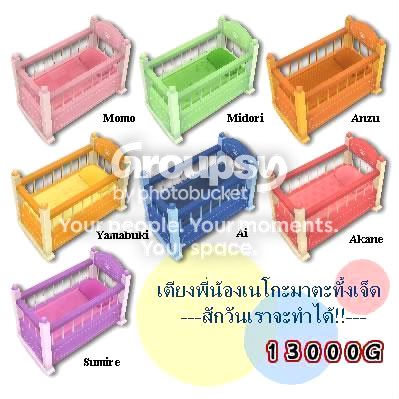 Momo
Midori
Anzu
Groupsy
by photobucket
Your people. Your moments.
Your space.
Yamabuki
Ai
Akane
Sumire
เตียงพี่น้องเนโกะมาตะทั้งเจ็ด
---สักวันเราจะทำได้!!---
13000G